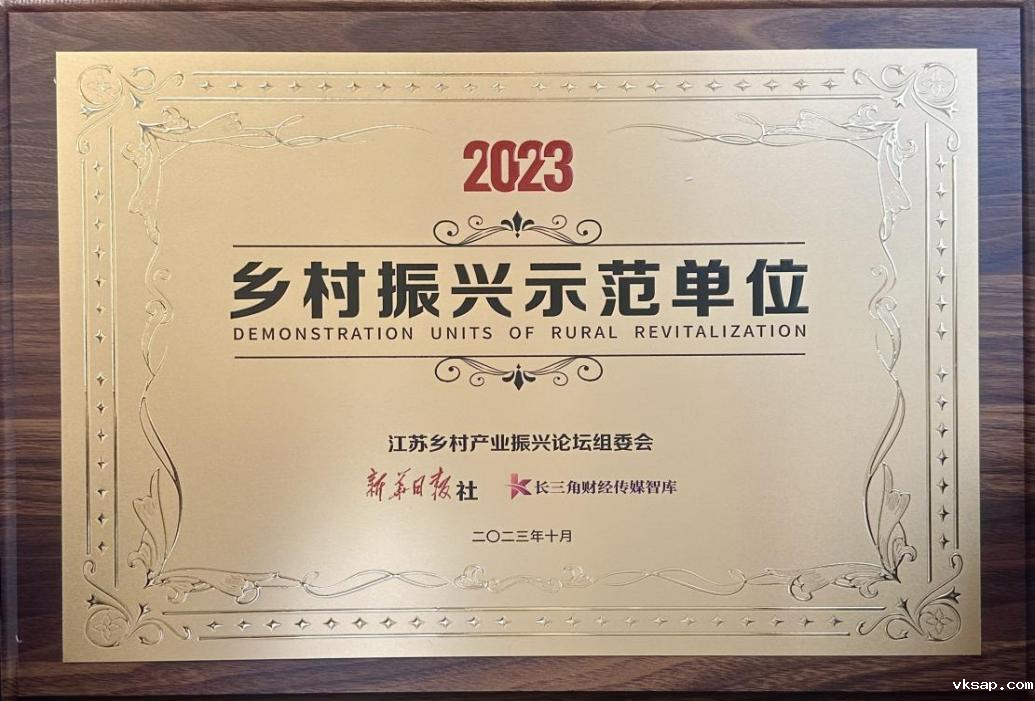 2023
乡村振兴示范单位
DEMONSTRATION UNITS OF RURAL REVITALIZATION
江苏乡村产业振兴论坛组委会
新华日报社 长三角财经传媒智库
二〇二三年十月
vksap.com